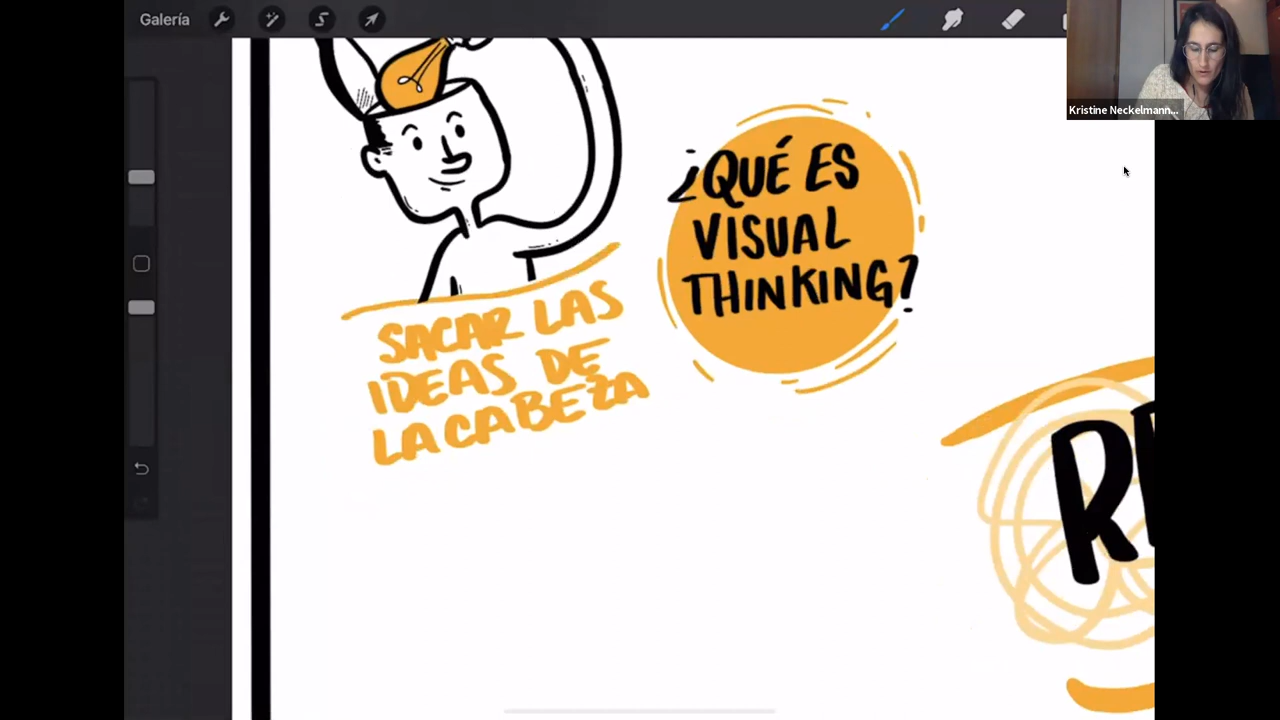 Galería
Kristine Neckelmann...
¿QUÉ ES
VISUAL
THINKING?
SACAR LAS
IDEAS DE
LA CABEZA